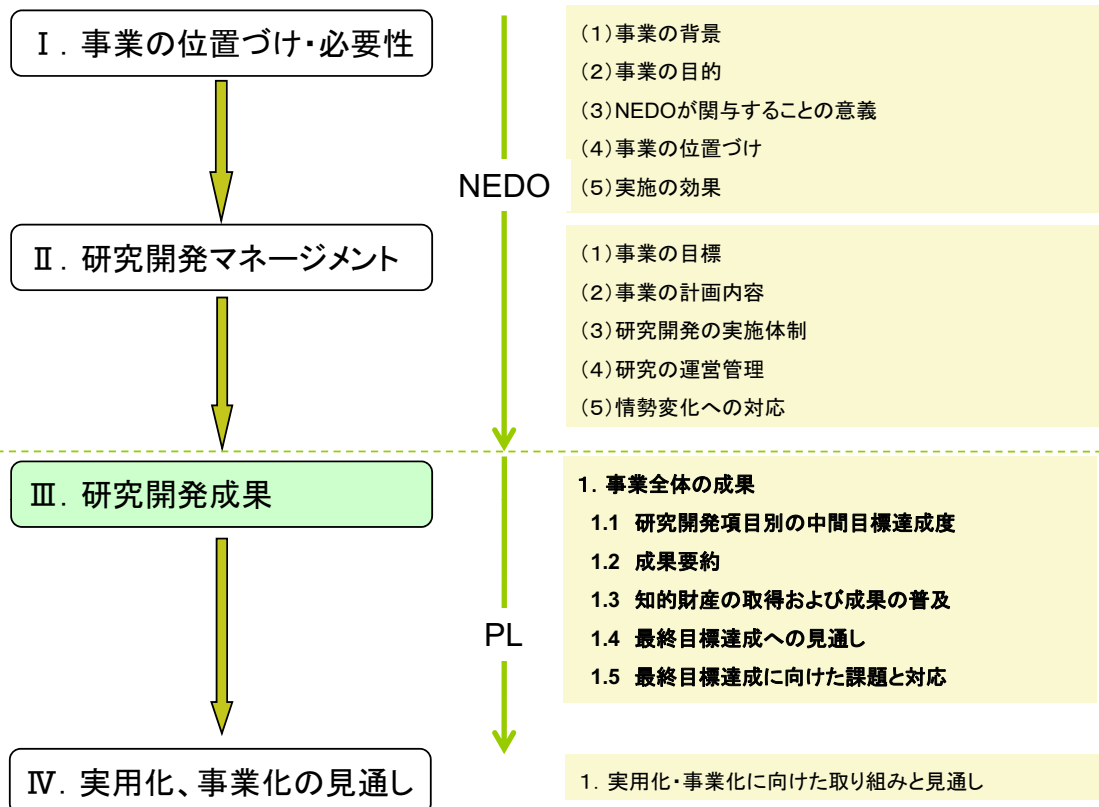 Ⅰ．事業の位置づけ・必要性
（１）事業の背景
（２）事業の目的
（３）NEDOが関与することの意義
（４）事業の位置づけ
（５）実施の効果
NEDO
Ⅱ．研究開発マネージメント
（１）事業の目標
（２）事業の計画内容
（３）研究開発の実施体制
（４）研究の運営管理
（５）情勢変化への対応
Ⅲ．研究開発成果
１．事業全体の成果
1.1 研究開発項目別の中間目標達成度
1.2 成果要約
1.3 知的財産の取得および成果の普及
1.4 最終目標達成への見通し
1.5 最終目標達成に向けた課題と対応
PL
Ⅳ．実用化、事業化の見通し
１．実用化・事業化に向けた取り組みと見通し